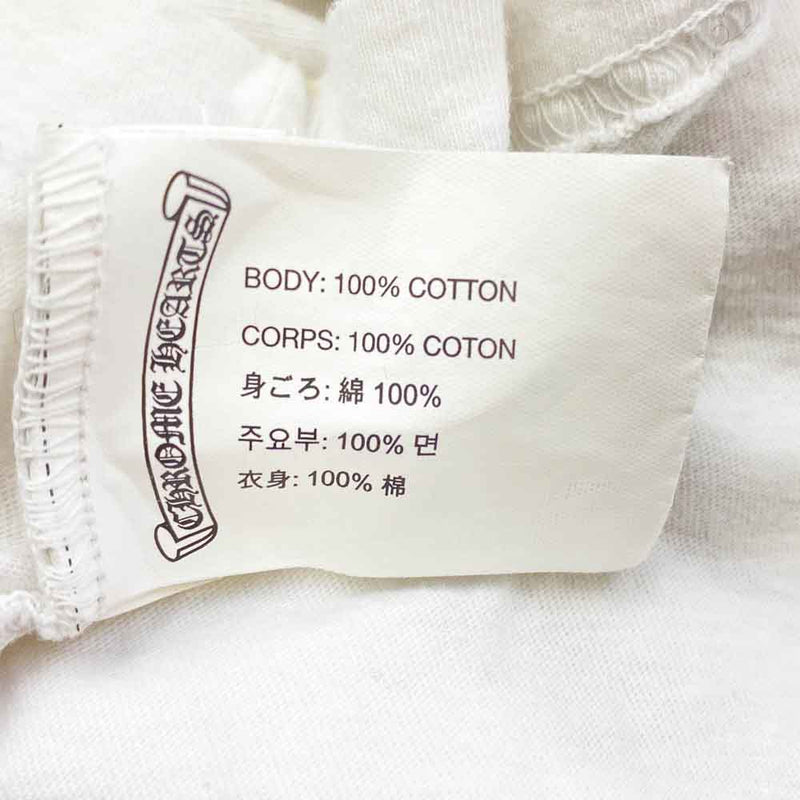 CHROME HEARTS
BODY: 100% COTTON
CORPS: 100% COTON
身ごろ: 綿 100%
주요부: 100% 면
衣身: 100% 棉